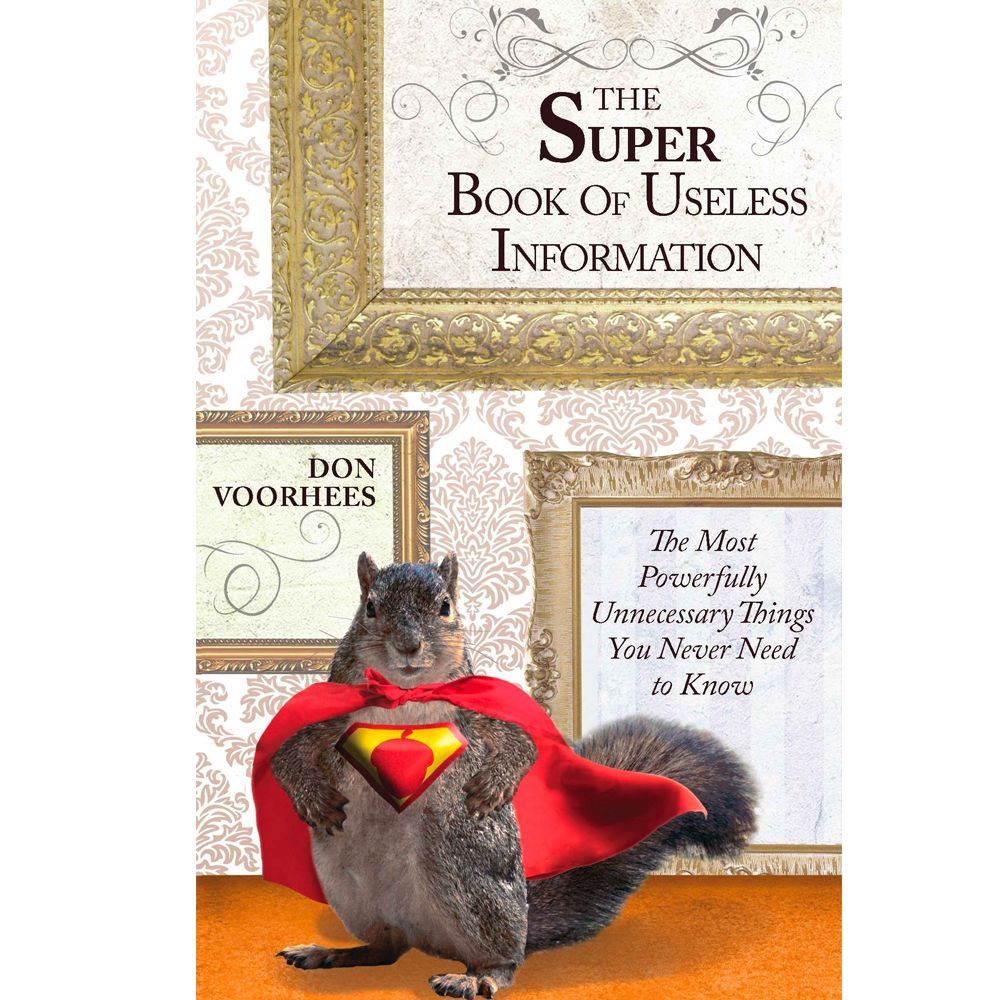 THE
SUPER
BOOK OF USELESS
INFORMATION
DON
VOORHEES
The Most
Powerfully
Unnecessary Things
You Never Need
to Know